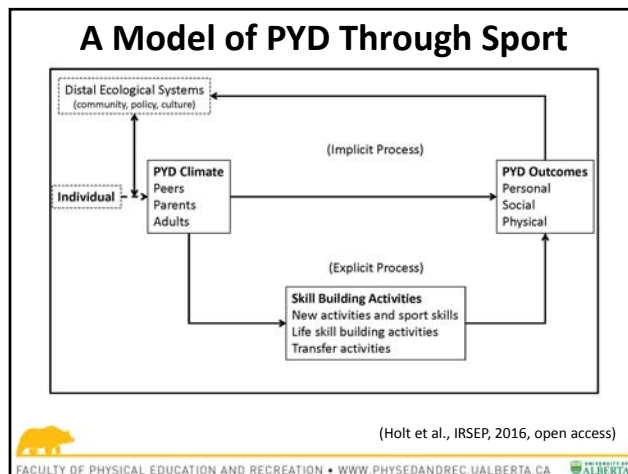 A Model of PYD Through Sport
Distal Ecological Systems
(community, policy, culture)
(Implicit Process)
Individual
PYD Climate
Peers
Parents
Adults
PYD Outcomes
Personal
Social
Physical
(Explicit Process)
Skill Building Activities
New activities and sport skills
Life skill building activities
Transfer activities
(Holt et al., IRSEP, 2016, open access)
FACULTY OF PHYSICAL EDUCATION AND RECREATION • WWW.PHYSEDANDREC.UALBERTA.CA
UNIVERSITY OF
ALBERTA